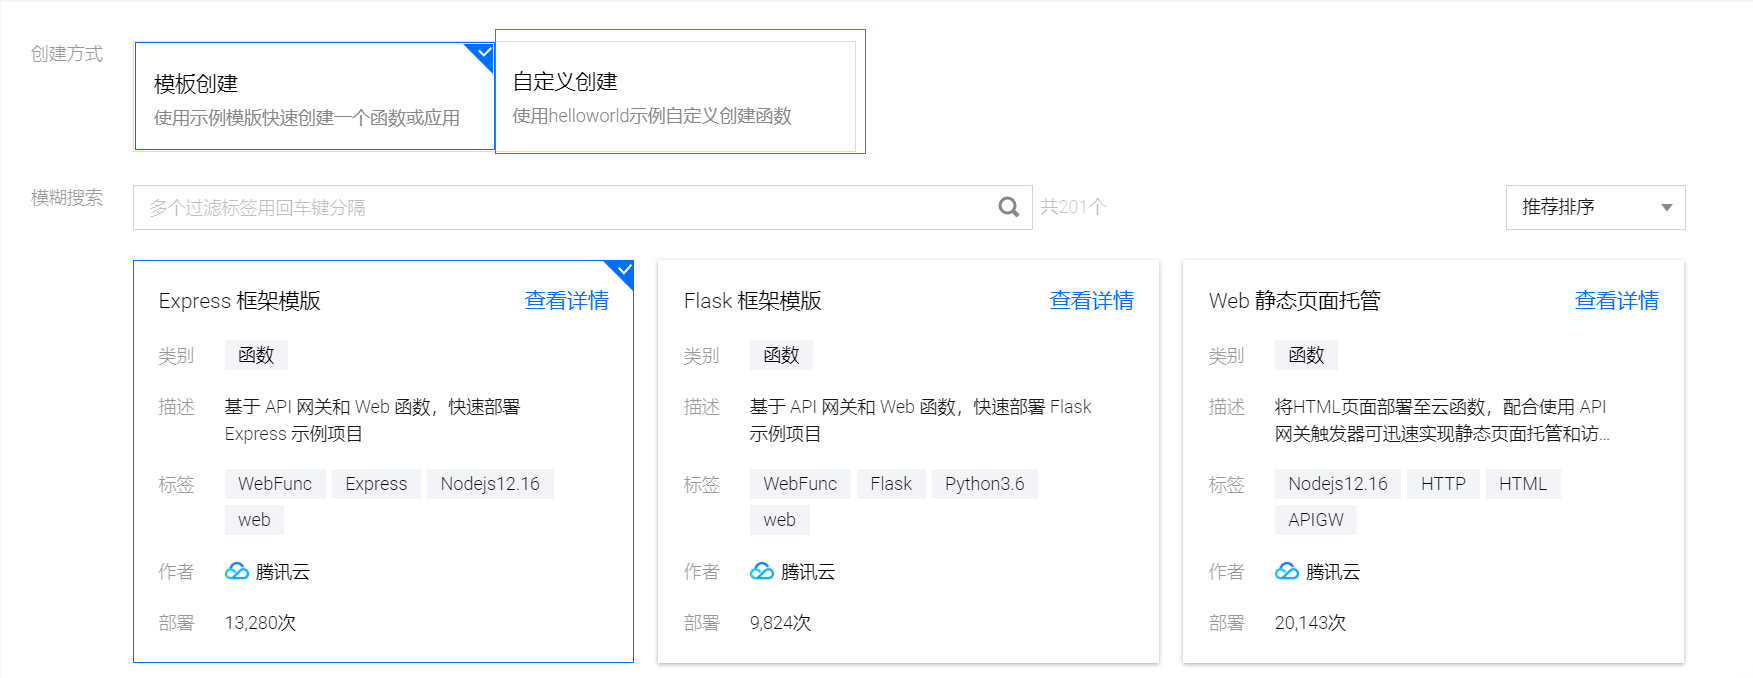 创建方式
模板创建
使用示例模版快速创建一个函数或应用
自定义创建
使用helloworld示例自定义创建函数
模糊搜索
多个过滤标签用回车键分隔
共201个
推荐排序
Express 框架模版
查看详情
类别
函数
描述
基于 API 网关和 Web 函数，快速部署
Express 示例项目
标签
WebFunc
Express
Nodejs12.16
web
作者
腾讯云
部署
13,280次
Flask 框架模版
查看详情
类别
函数
描述
基于 API 网关和 Web 函数，快速部署 Flask
示例项目
标签
WebFunc
Flask
Python3.6
web
作者
腾讯云
部署
9,824次
Web 静态页面托管
查看详情
类别
函数
描述
将HTML页面部署至云函数，配合使用 API
网关触发器可迅速实现静态页面托管和访...
标签
Nodejs12.16
HTTP
HTML
APIGW
作者
腾讯云
部署
20,143次